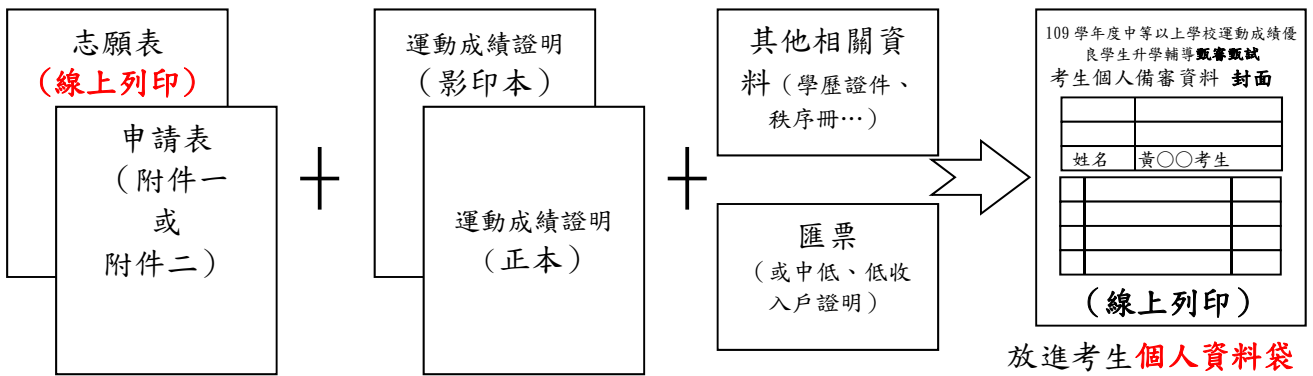 志願表
（線上列印）
申請表
（附件一
或
附件二）
運動成績證明
（影印本）
運動成績證明
（正本）
其他相關資
料（學歷證件、
秩序冊…）
匯票
（或中低、低收
入戶證明）
109 學年度中等以上學校運動成績優
良學生升學輔導甄審甄試
考生個人備審資料 封面
姓名 黃○○考生
（線上列印）
放進考生個人資料袋